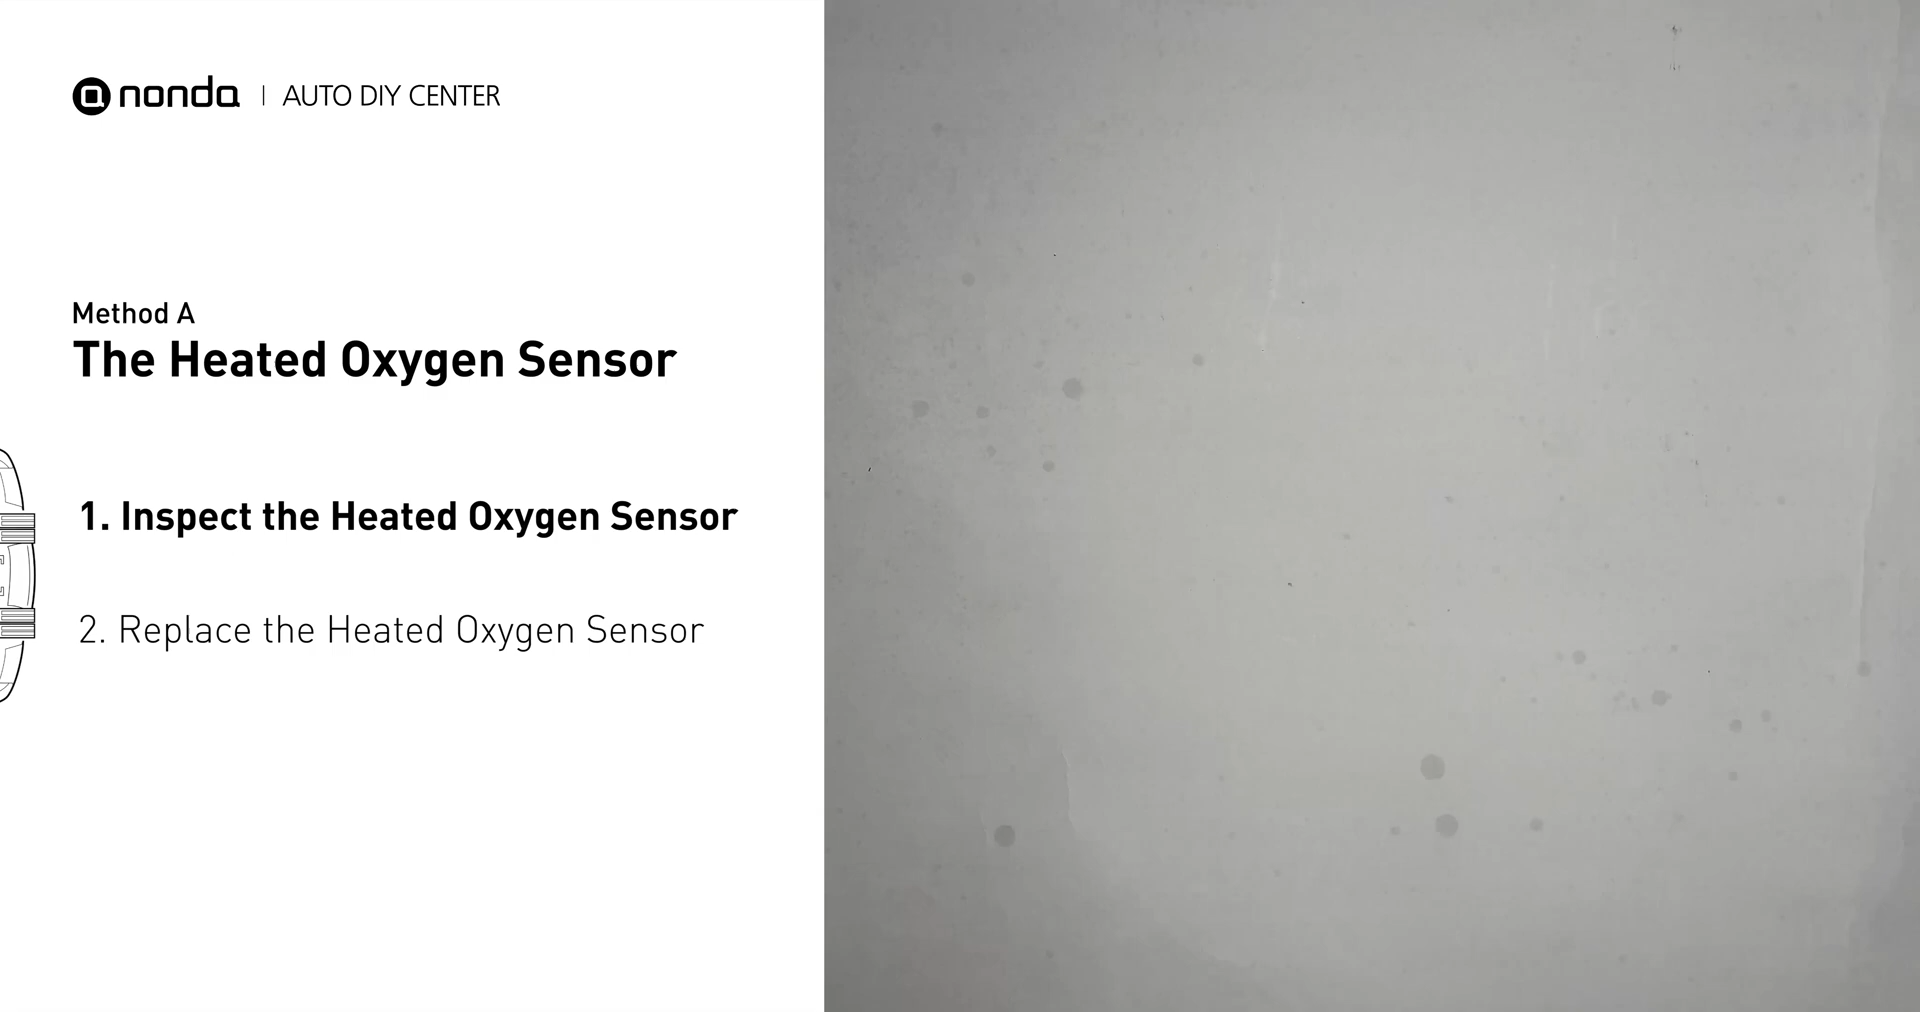 nonda | AUTO DIY CENTER
Method A
The Heated Oxygen Sensor
1. Inspect the Heated Oxygen Sensor
2. Replace the Heated Oxygen Sensor